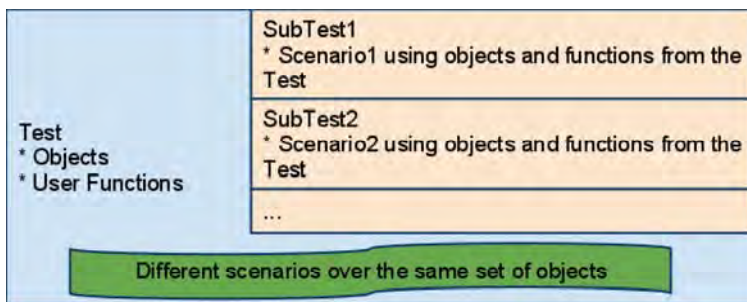 Test
* Objects
* User Functions
SubTest1
* Scenario1 using objects and functions from the
Test
SubTest2
* Scenario2 using objects and functions from the
Test
...
Different scenarios over the same set of objects